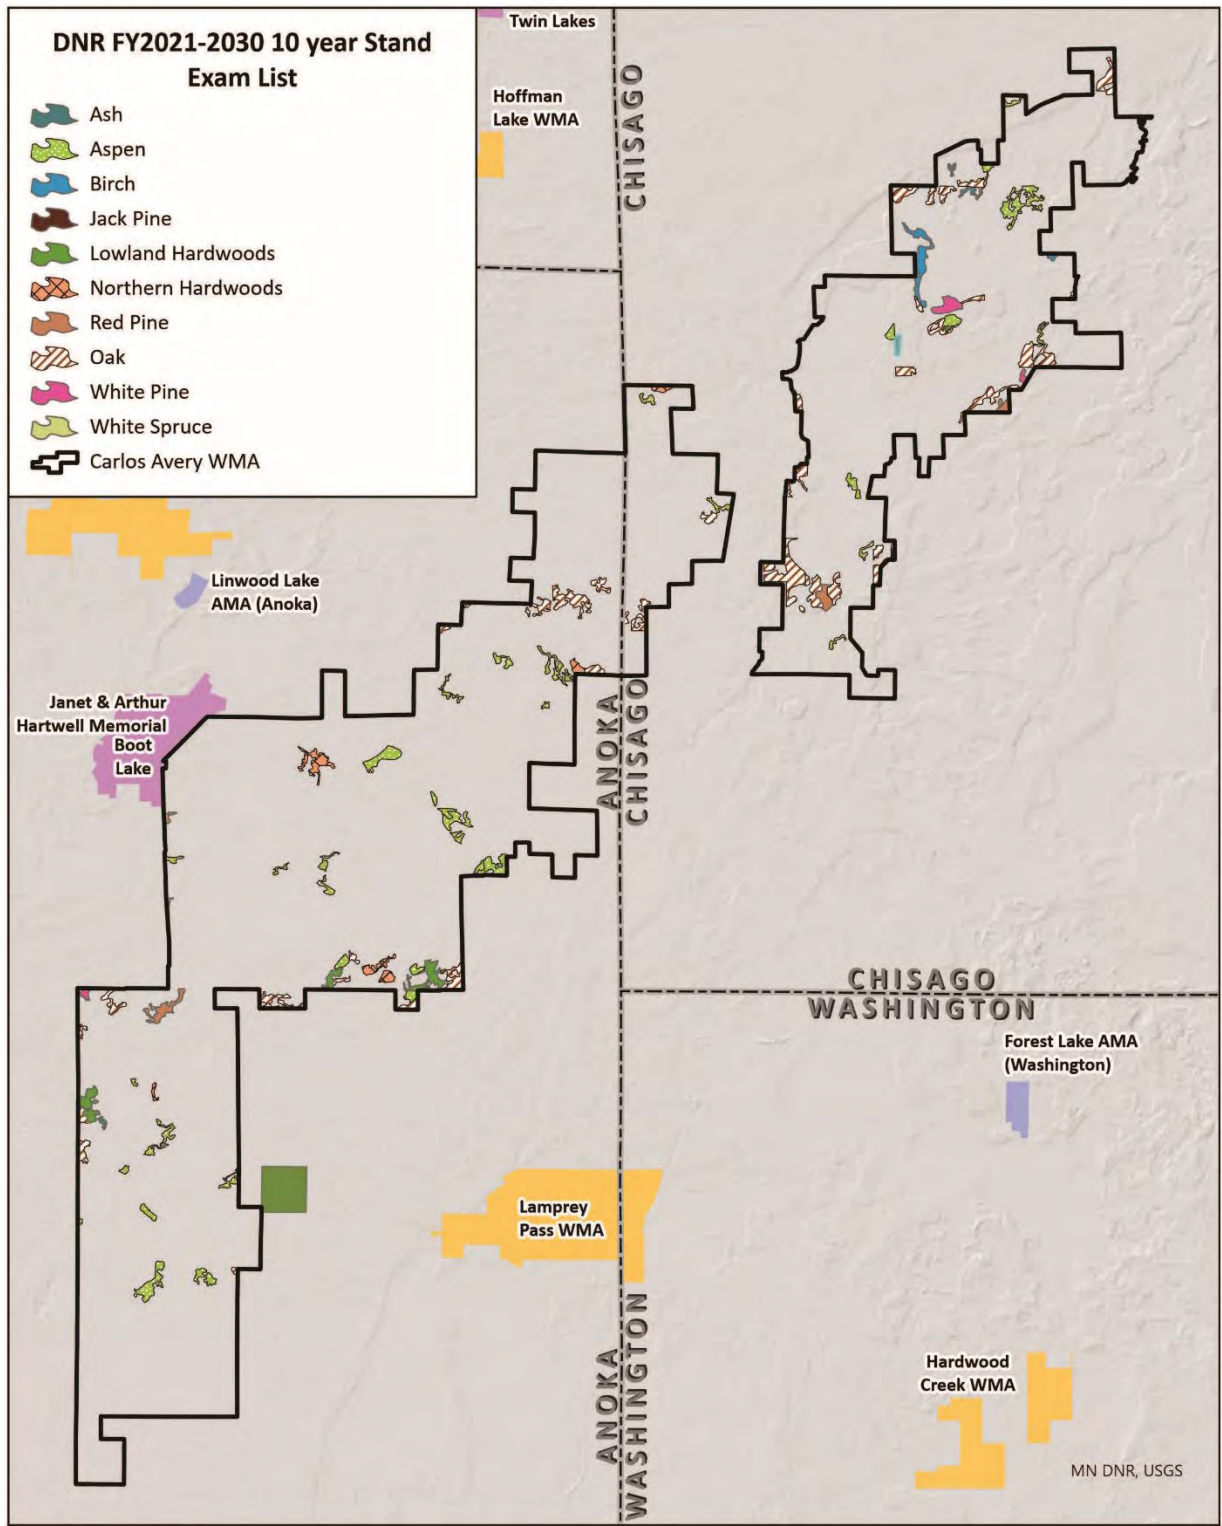 DNR FY2021-2030 10 year Stand
Exam List
Ash
Aspen
Birch
Jack Pine
Lowland Hardwoods
Northern Hardwoods
Red Pine
Oak
White Pine
White Spruce
Carlos Avery WMA
Twin Lakes
Hoffman
Lake WMA
CHISAGO
Linwood Lake
AMA (Anoka)
Janet & Arthur
Hartwell Memorial
Boot
Lake
ANOKA
CHISAGO
CHISAGO
WASHINGTON
Forest Lake AMA
(Washington)
Lamprey
Pass WMA
ANOKA
WASHINGTON
Hardwood
Creek WMA
MN DNR, USGS